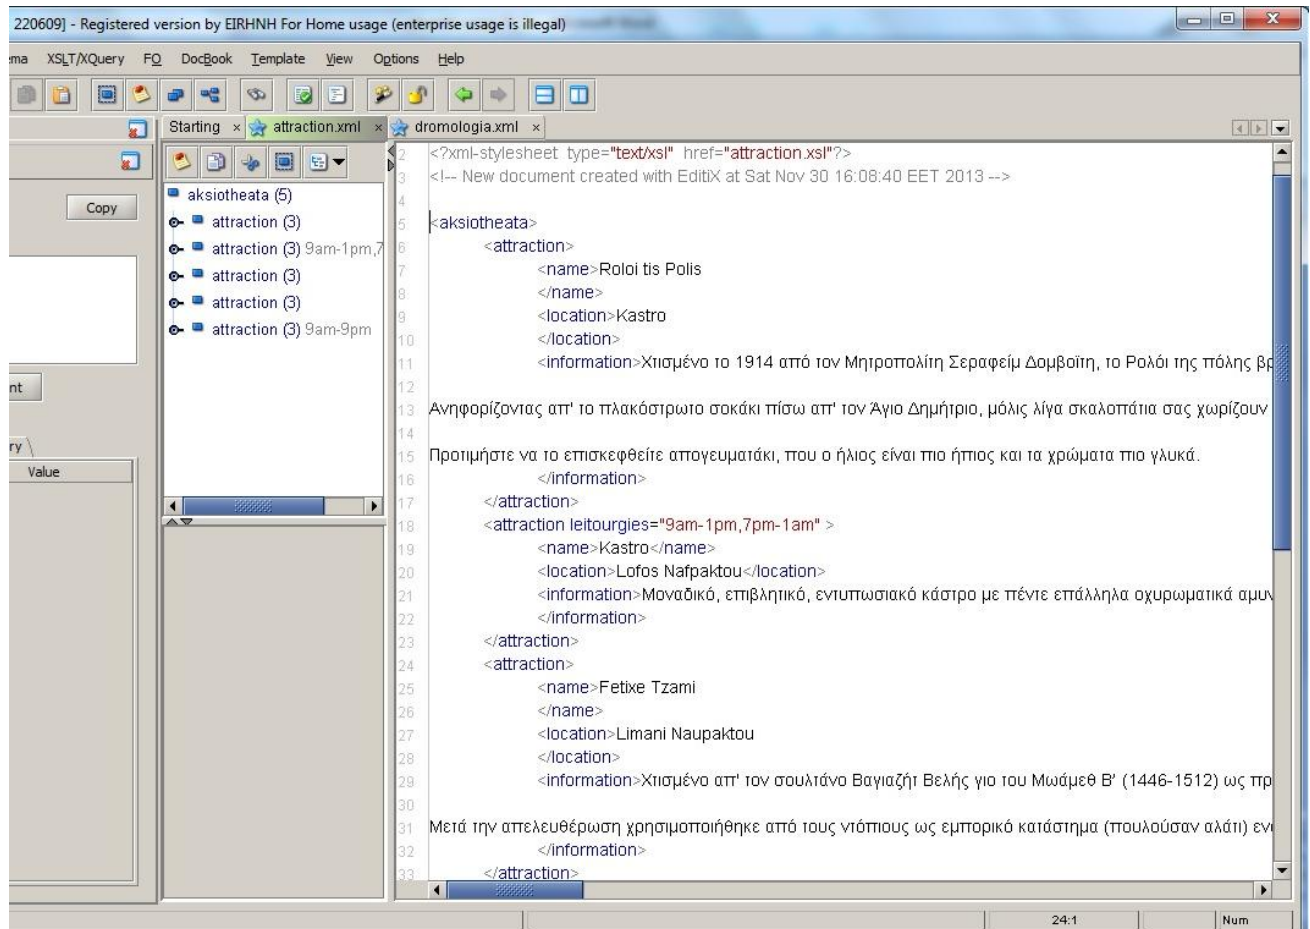 220609] - Registered version by EIRHNH For Home usage (enterprise usage is illegal)
ema XSLT/XQuery FO DocBook Template View Options Help
Starting × attraction.xml × dromologia.xml ×
Copy
nt
ry
Value
aksiotheata (5)
attraction (3)
attraction (3) 9am-1pm,7
attraction (3)
attraction (3)
attraction (3) 9am-9pm
2 <?xml-stylesheet type="text/xsl" href="attraction.xsl"?>
3 <!-- New document created with EditiX at Sat Nov 30 16:08:40 EET 2013 -->
4
5 <aksiotheata>
6 <attraction>
7 <name>Roloi tis Polis
8 </name>
9 <location>Kastro
10 </location>
11 <information>Χτισμένο το 1914 από τον Μητροπολίτη Σεραφείμ Δομβοΐτη, το Ρολόι της πόλης βρ
12
13 Ανηφορίζοντας απ' το πλακόστρωτο σοκάκι πίσω απ' τον Άγιο Δημήτριο, μόλις λίγα σκαλοπάτια σας χωρίζουν
14
15 Προτιμήστε να το επισκεφθείτε απογευματάκι, που ο ήλιος είναι πιο ήπιος και τα χρώματα πιο γλυκά.
16 </information>
17 </attraction>
18 <attraction leitourgies="9am-1pm,7pm-1am" >
19 <name>Kastro</name>
20 <location>Lofos Nafpaktou</location>
21 <information>Μοναδικό, επιβλητικό, εντυπωσιακό κάστρο με πέντε επάλληλα οχυρωματικά αμυν
22 </information>
23 </attraction>
24 <attraction>
25 <name>Fetixe Tzami
26 </name>
27 <location>Limani Naupaktou
28 </location>
29 <information>Χτισμένο απ' τον σουλτάνο Βαγιαζήτ Βελής γιο του Μωάμεθ Β' (1446-1512) ως πρ
30
31 Μετά την απελευθέρωση χρησιμοποιήθηκε από τους ντόπιους ως εμπορικό κατάστημα (πουλούσαν αλάτι) εν
32 </information>
33 </attraction>
24:1
Num